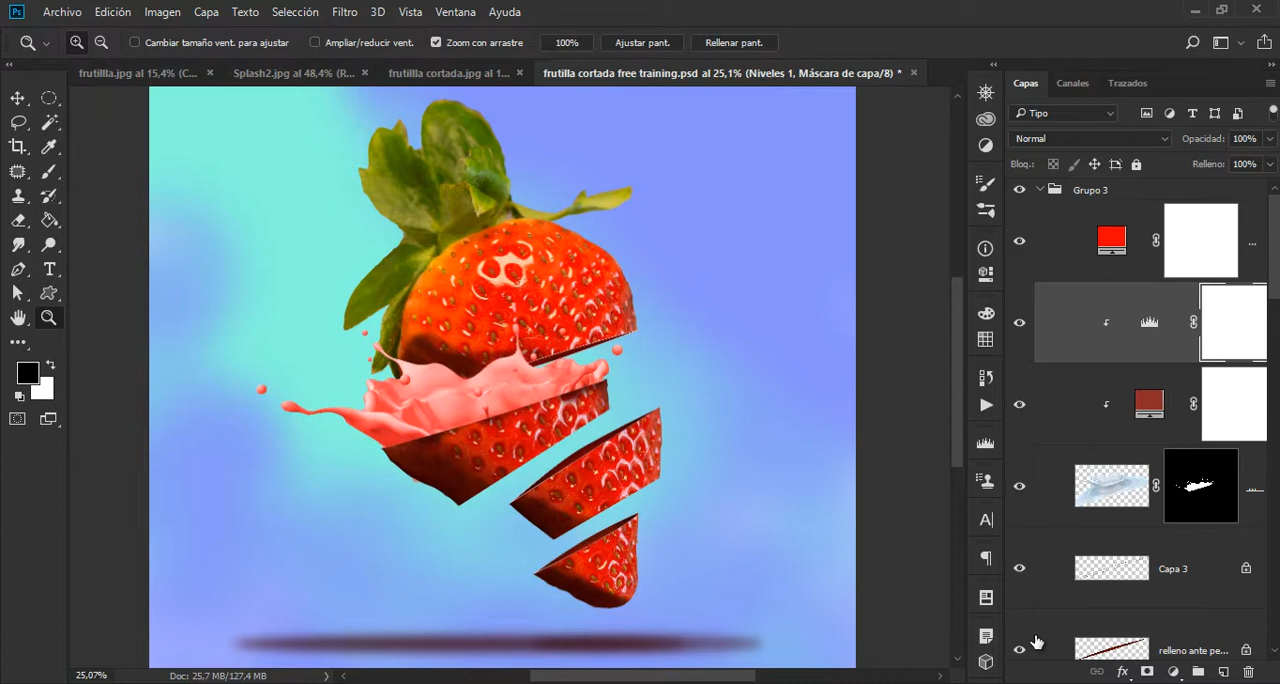 Ps Archivo Edición Imagen Capa Texto Selección Filtro 3D Vista Ventana Ayuda
Cambiar tamaño vent. para ajustar Ampliar/reducir vent. Zoom con arrastre 100% Ajustar pant. Rellenar pant.
frutillla.jpg al 15,4% (C... × Splash2.jpg al 48,4% (R... × frutillla cortada.jpg al 1... × frutilla cortada free training.psd al 25,1% (Niveles 1, Máscara de capa/8) * ×
Capas Canales Trazados
Tipo
Normal Opacidad: 100%
Bloq.: Relleno: 100%
Grupo 3
Capa 3
relleno ante pe...
fx
25,07% Doc: 25,7 MB/127,4 MB